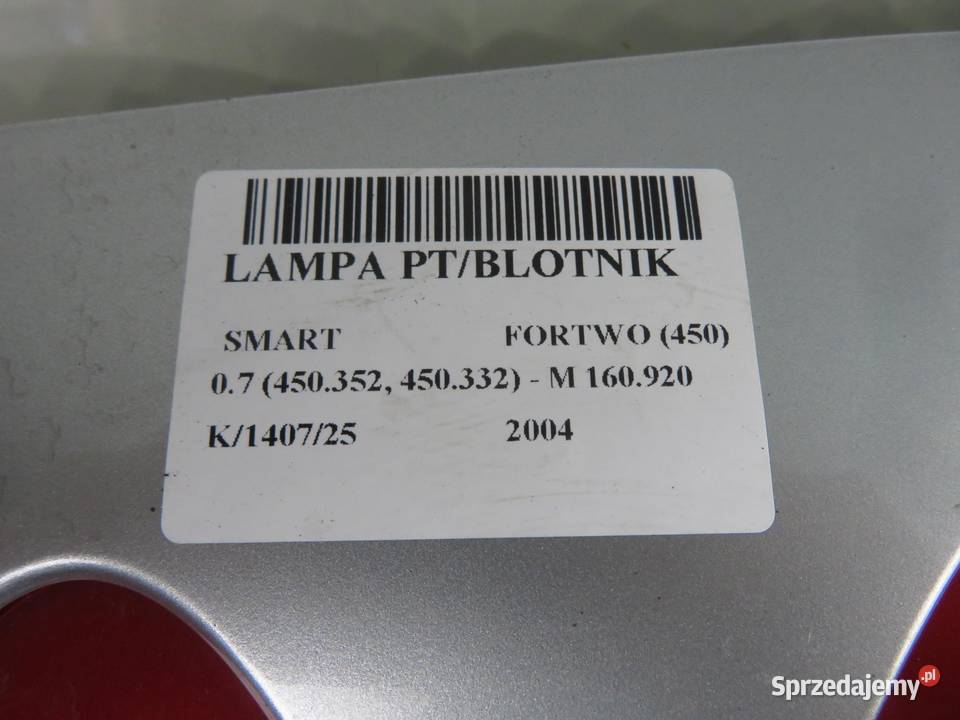 LAMPA PT/BLOTNIK
SMART FORTWO (450)
0.7 (450.352, 450.332) - M 160.920
K/1407/25 2004
Sprzedajemy.pl